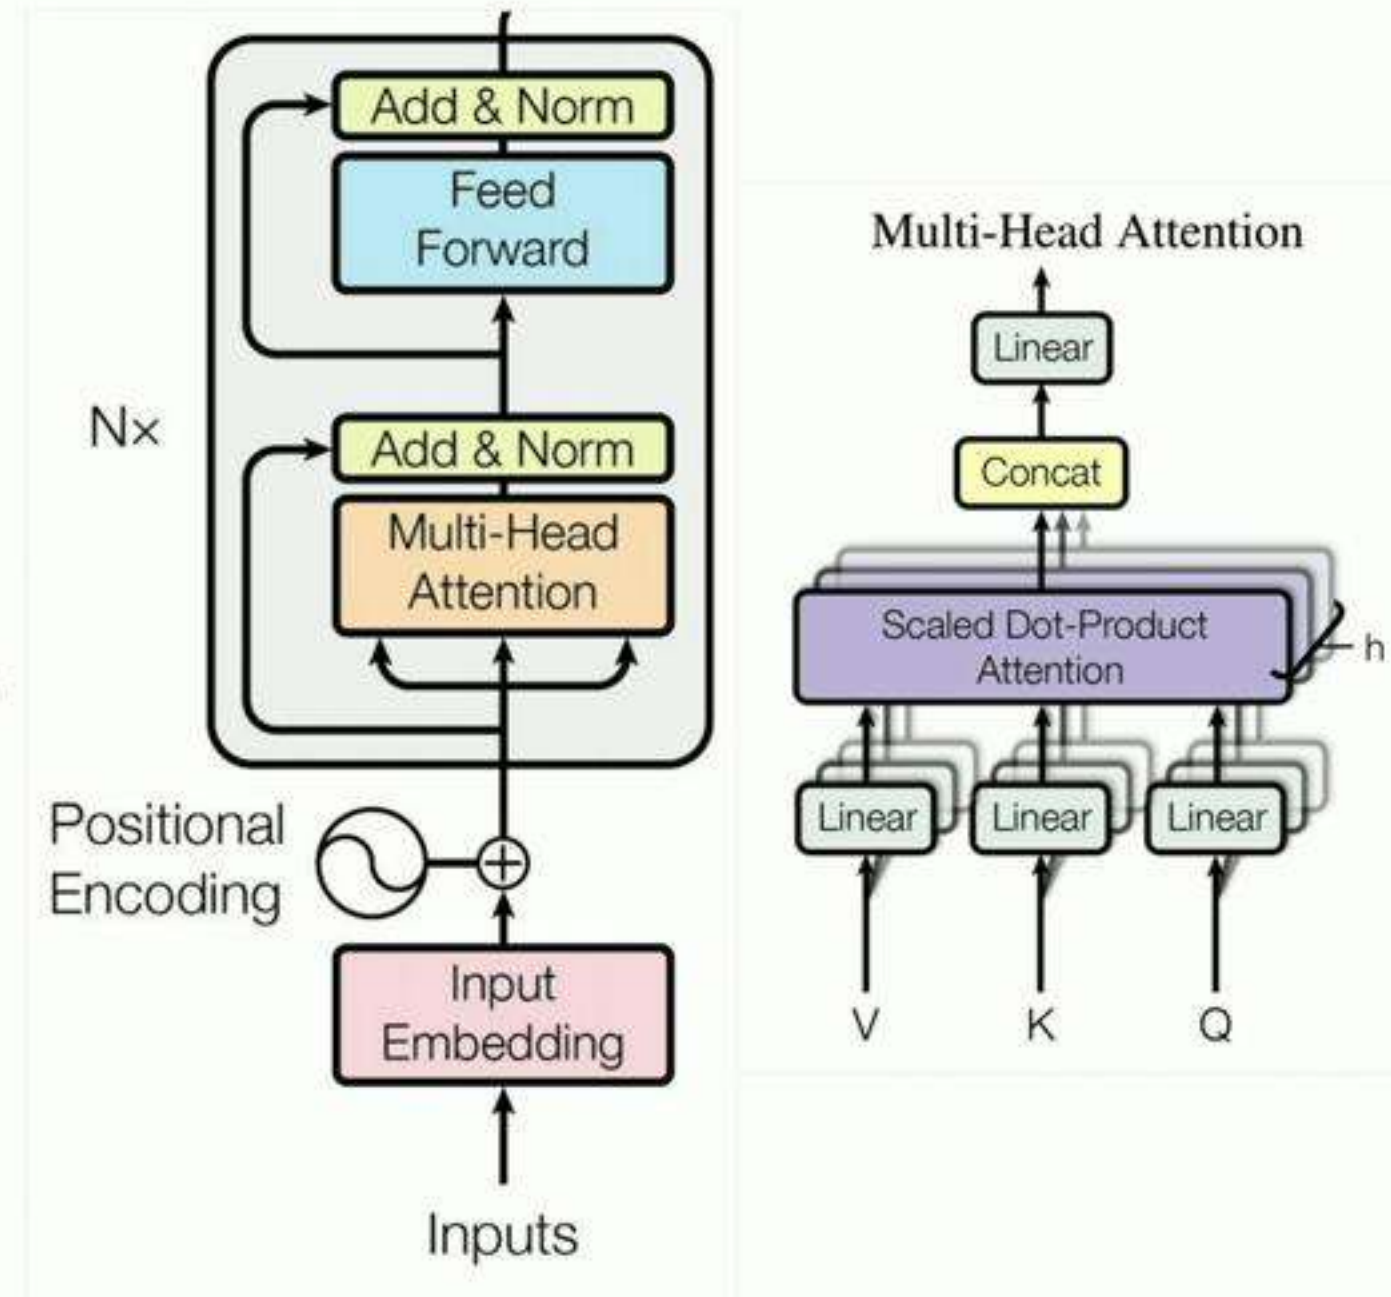 Add & Norm
Feed
Forward
N×
Add & Norm
Multi-Head
Attention
Positional
Encoding
Input
Embedding
Inputs
Multi-Head Attention
Linear
Concat
Scaled Dot-Product
Attention
h
Linear Linear Linear
V K Q